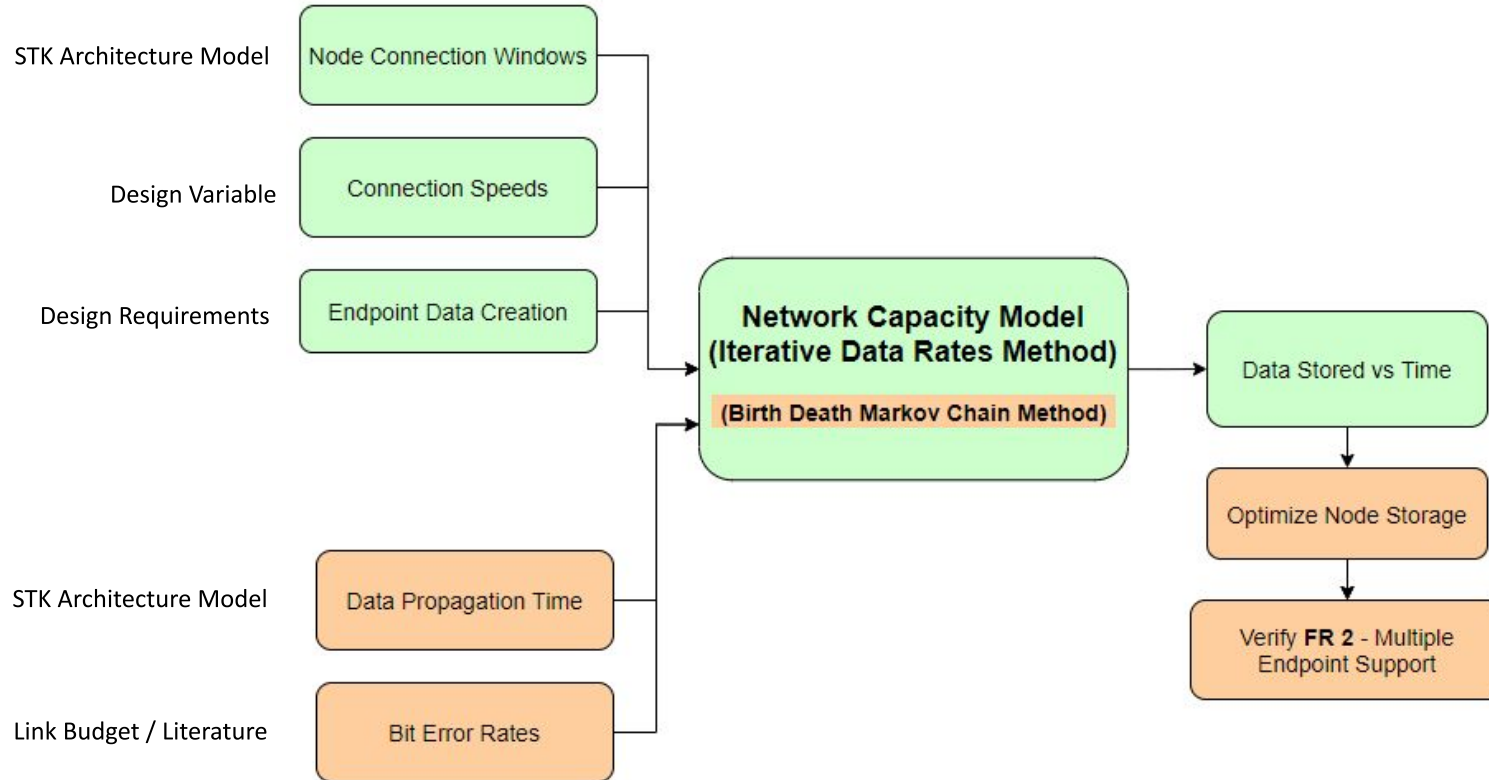 STK Architecture Model
Node Connection Windows
Design Variable
Connection Speeds
Design Requirements
Endpoint Data Creation
Network Capacity Model
(Iterative Data Rates Method)
(Birth Death Markov Chain Method)
Data Stored vs Time
Optimize Node Storage
Verify FR 2 - Multiple
Endpoint Support
STK Architecture Model
Data Propagation Time
Link Budget / Literature
Bit Error Rates